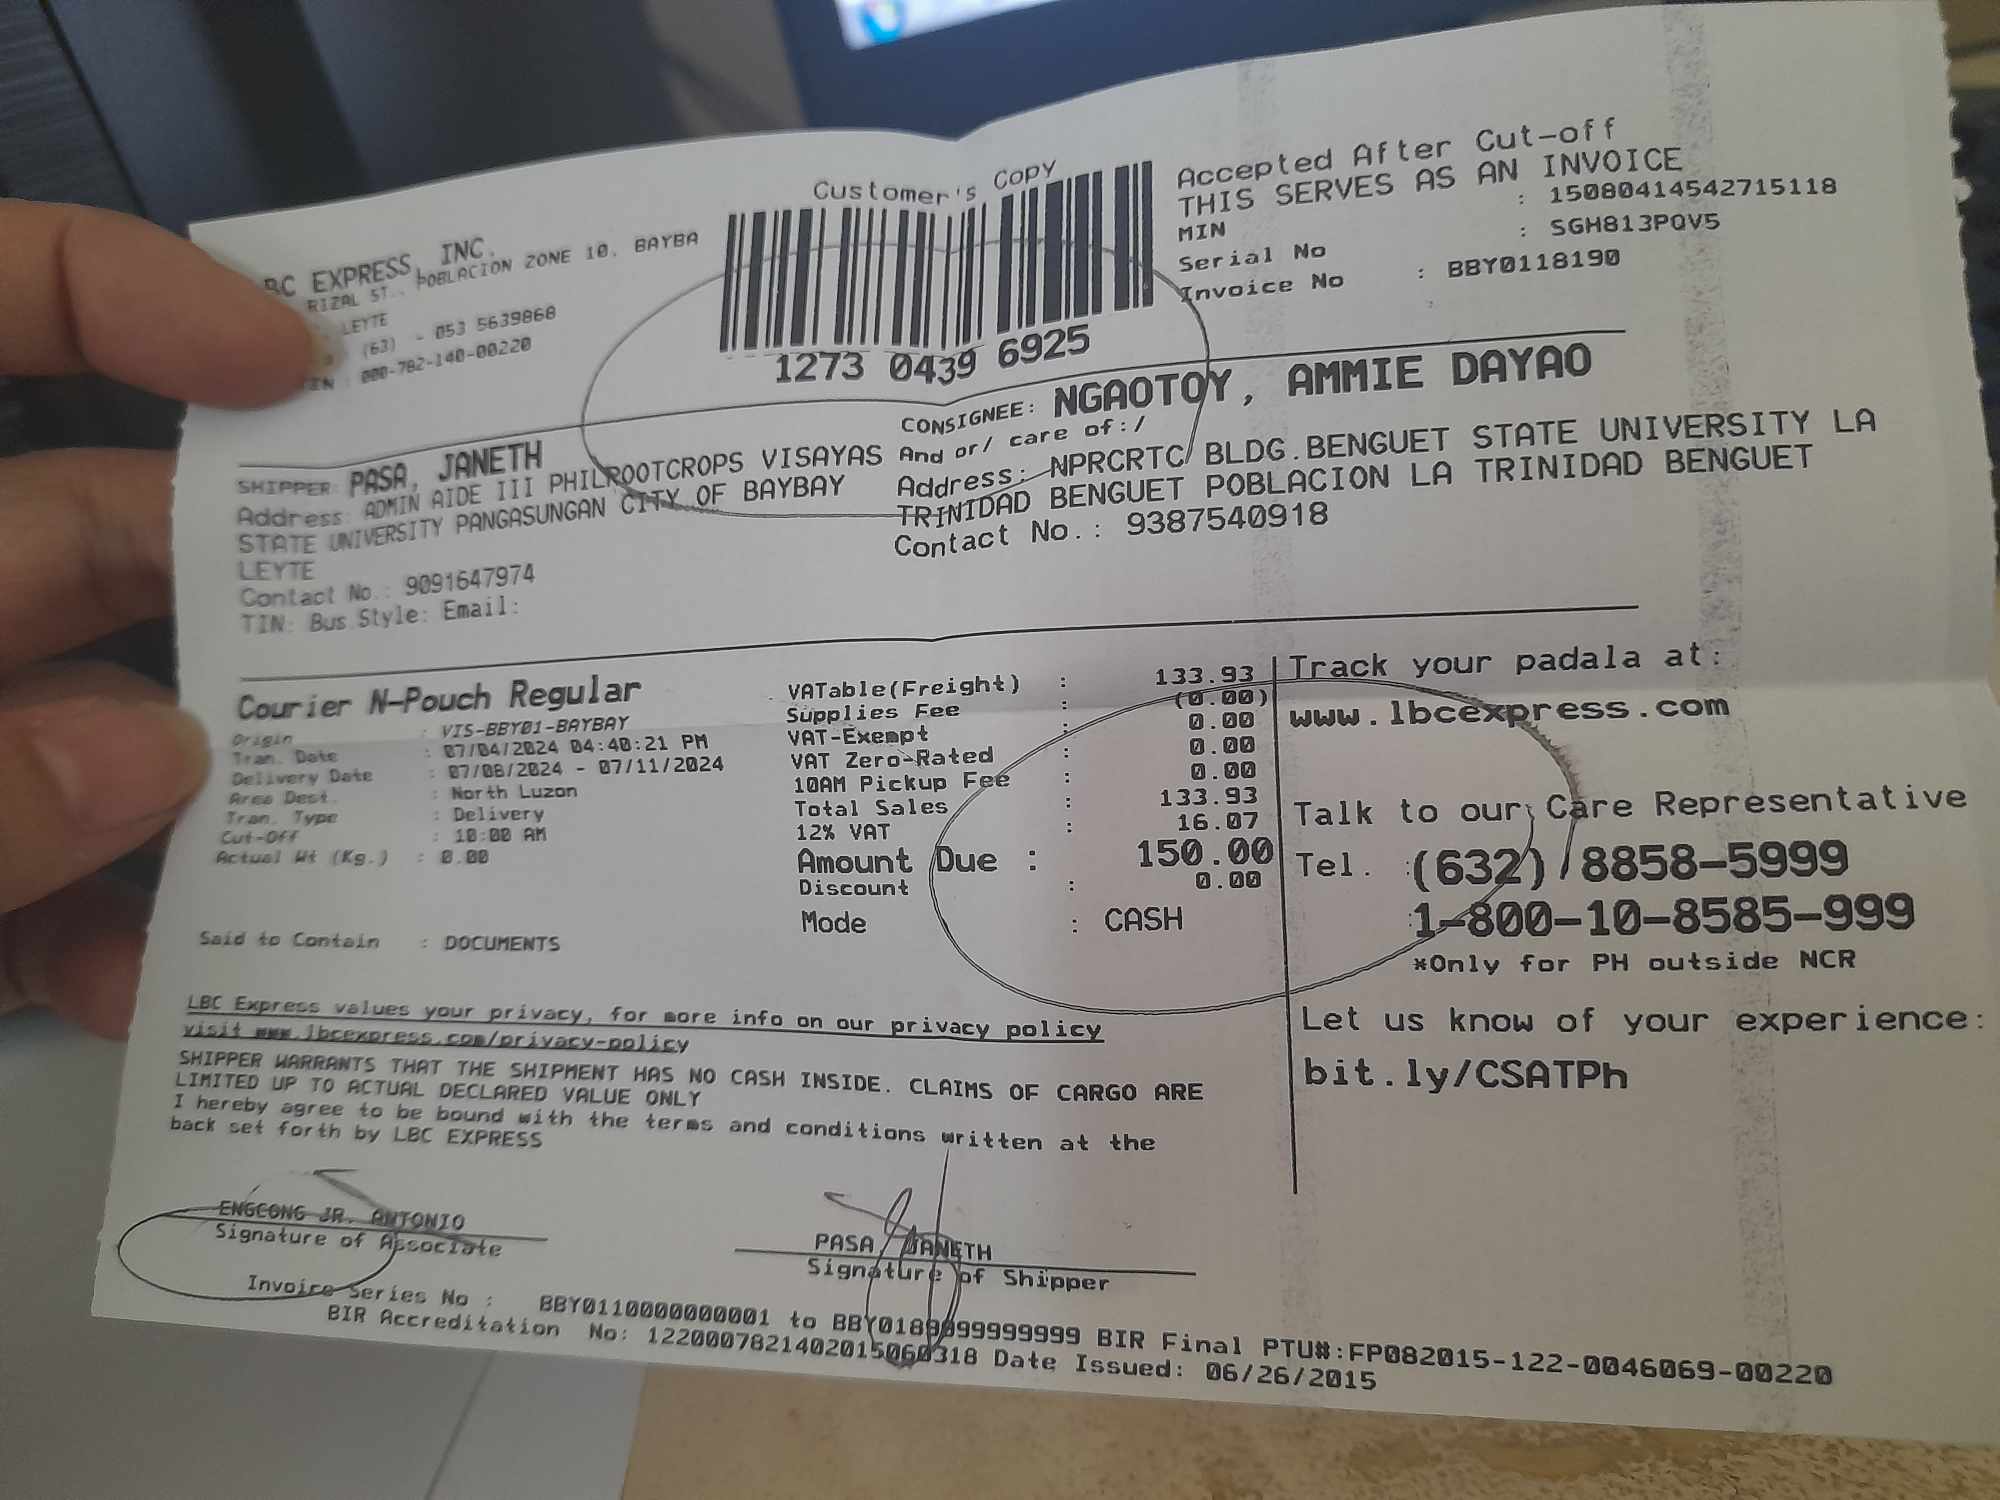 Customer's Copy
BC EXPRESS, INC.
RIZAL ST., POBLACION ZONE 10, BAYBA
LEYTE
(63) - 053 5639868
TIN : 000-782-140-00220
1273 0439 6925
Accepted After Cut-off
THIS SERVES AS AN INVOICE
MIN : 15080414542715118
Serial No : SGH813PQV5
Invoice No : BBY0118190
SHIPPER: PASA, JANETH
Address: ADMIN AIDE III PHILROOTCROPS VISAYAS
STATE UNIVERSITY PANGASUNGAN CITY OF BAYBAY
LEYTE
Contact No.: 9091647974
TIN: Bus.Style: Email:
CONSIGNEE: NGAOTOY, AMMIE DAYAO
And or/ care of:/
Address: NPRCRTC BLDG.BENGUET STATE UNIVERSITY LA
TRINIDAD BENGUET POBLACION LA TRINIDAD BENGUET
Contact No.: 9387540918
Courier N-Pouch Regular
Origin : VIS-BBY01-BAYBAY
Tran. Date : 07/04/2024 04:40:21 PM
Delivery Date : 07/08/2024 - 07/11/2024
Area Dest. : North Luzon
Tran. Type : Delivery
Cut-Off : 10:00 AM
Actual Wt (Kg.) : 0.00
Said to Contain : DOCUMENTS
VATable(Freight) : 133.93
Supplies Fee : (0.00)
VAT-Exempt : 0.00
VAT Zero-Rated : 0.00
10AM Pickup Fee : 0.00
Total Sales : 133.93
12% VAT : 16.07
Amount Due : 150.00
Discount : 0.00
Mode : CASH
Track your padala at:
www.lbcexpress.com
Talk to our Care Representative
Tel. :(632) 8858-5999
:1-800-10-8585-999
*Only for PH outside NCR
Let us know of your experience:
bit.ly/CSATPh
LBC Express values your privacy, for more info on our privacy policy
visit www.lbcexpress.com/privacy-policy
SHIPPER WARRANTS THAT THE SHIPMENT HAS NO CASH INSIDE. CLAIMS OF CARGO ARE
LIMITED UP TO ACTUAL DECLARED VALUE ONLY
I hereby agree to be bound with the terms and conditions written at the
back set forth by LBC EXPRESS
ENGCONG JR. ANTONIO
Signature of Associate
PASA, JANETH
Signature of Shipper
Invoice Series No : BBY0110000000001 to BBY0189999999999 BIR Final PTU#:FP082015-122-0046069-00220
BIR Accreditation No: 1220007821402015060318 Date Issued: 06/26/2015